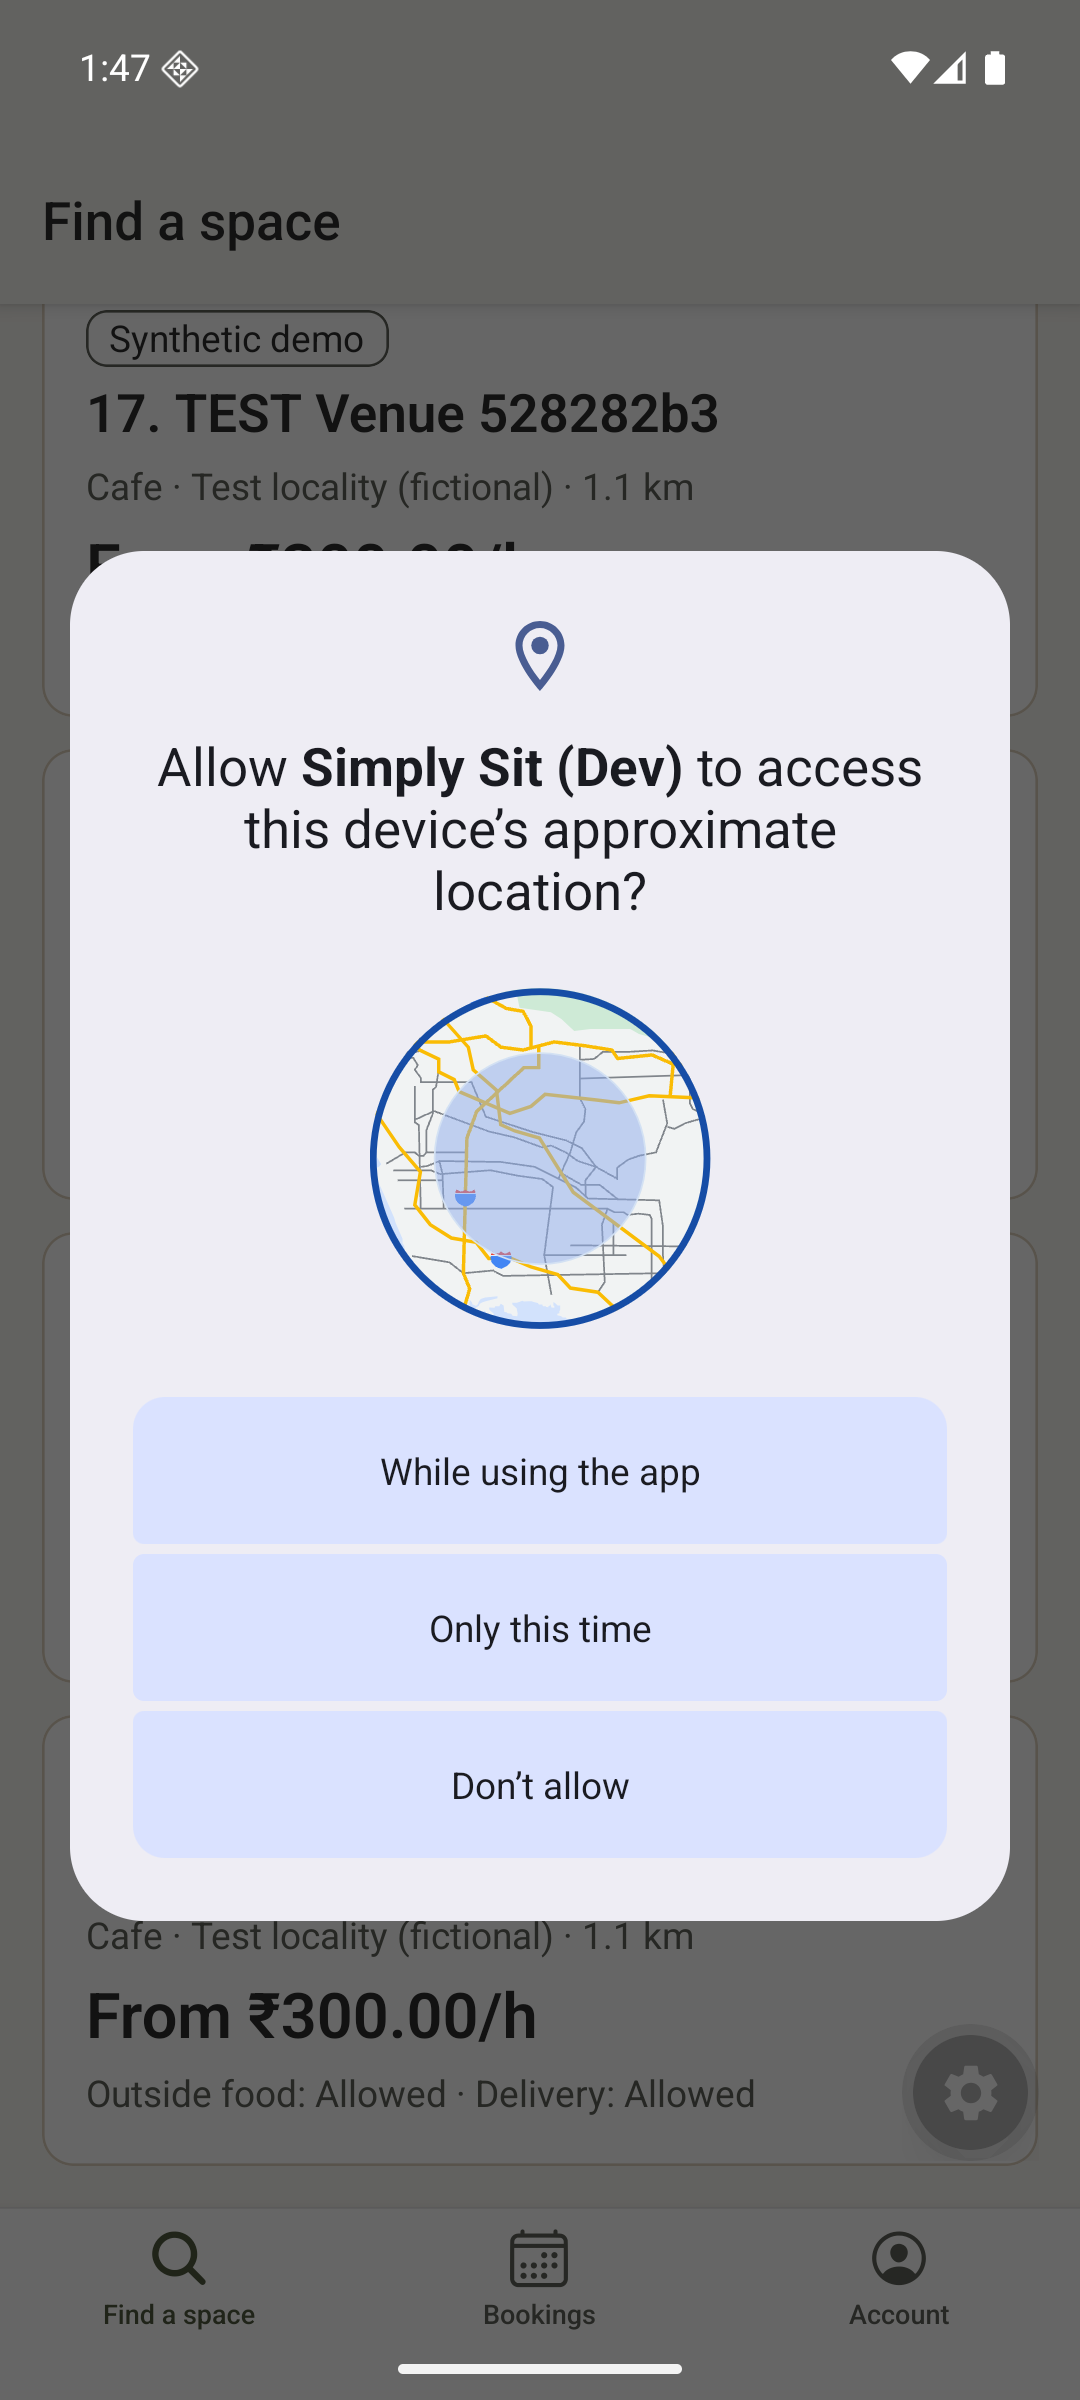 1:47
Find a space
Synthetic demo
17. TEST Venue 528282b3
Cafe · Test locality (fictional) · 1.1 km
Allow Simply Sit (Dev) to access
this device’s approximate
location?
While using the app
Only this time
Don’t allow
Cafe · Test locality (fictional) · 1.1 km
From ₹300.00/h
Outside food: Allowed · Delivery: Allowed
Find a space
Bookings
Account